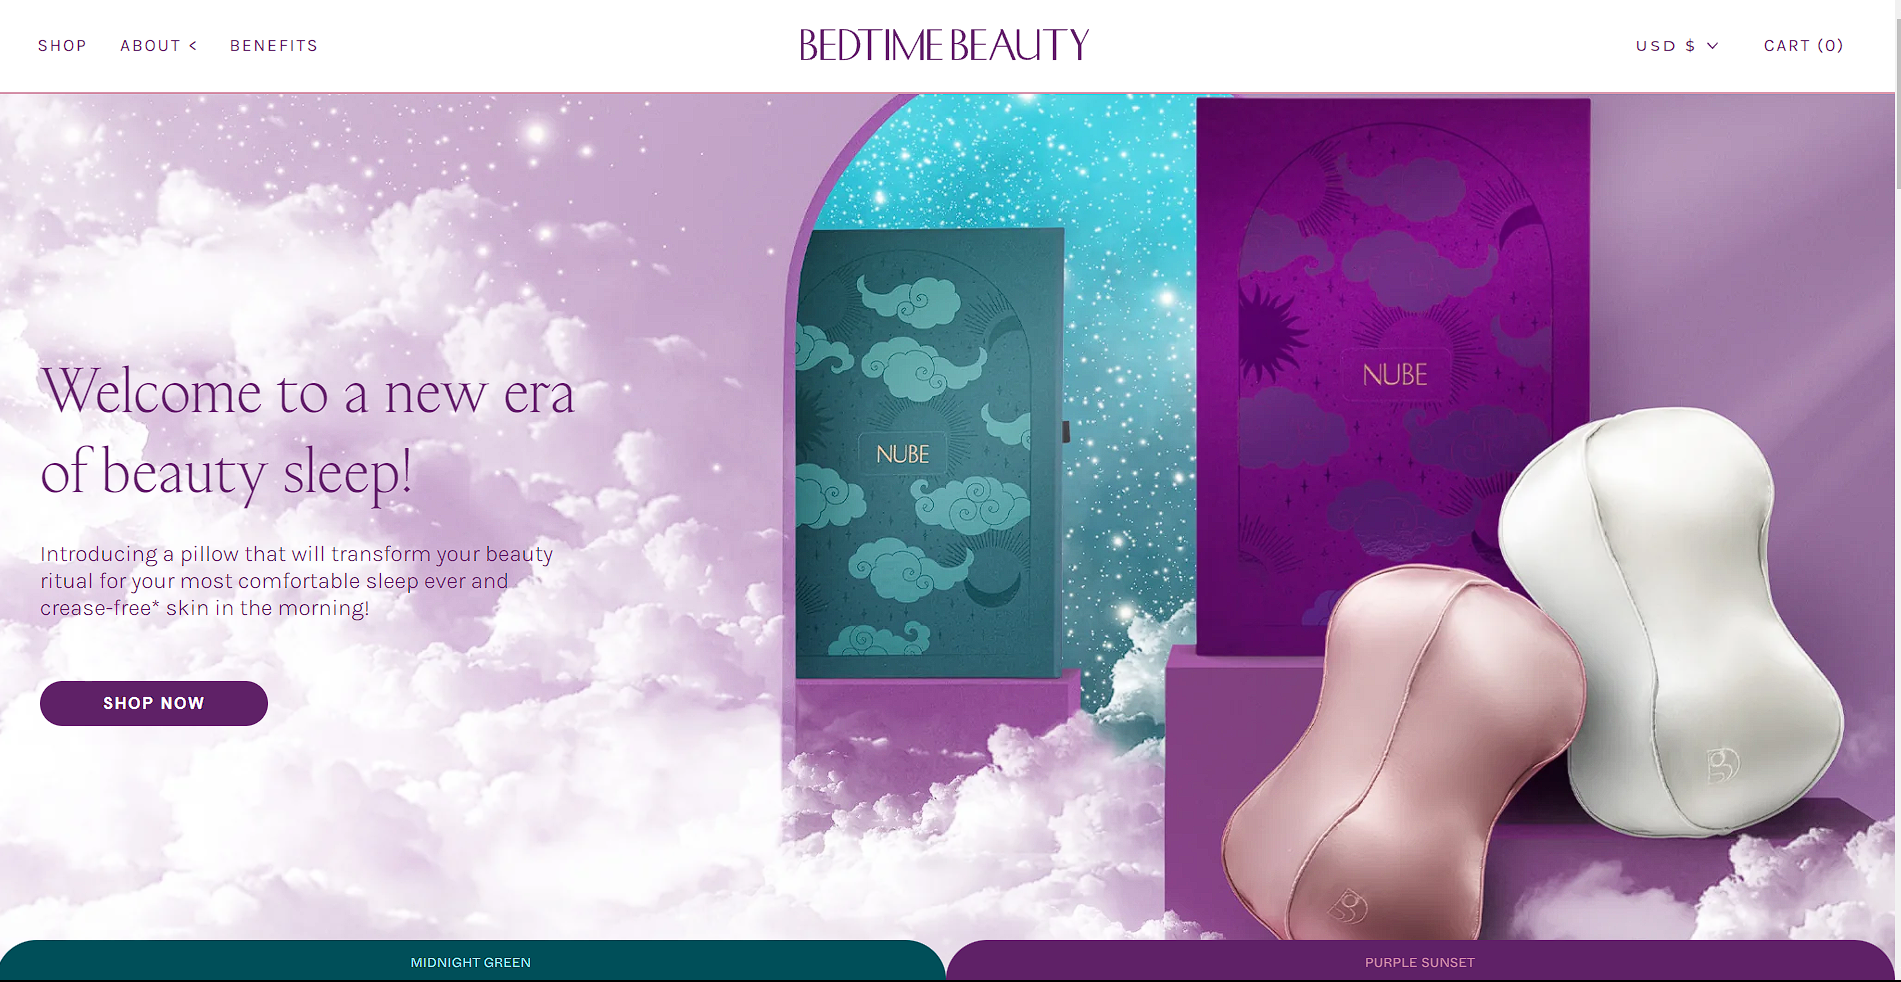 SHOP
ABOUT <
BENEFITS
BEDTIME BEAUTY
USD $
CART (0)
Welcome to a new era
of beauty sleep!
Introducing a pillow that will transform your beauty
ritual for your most comfortable sleep ever and
crease-free* skin in the morning!
SHOP NOW
NUBE
NUBE
MIDNIGHT GREEN
PURPLE SUNSET